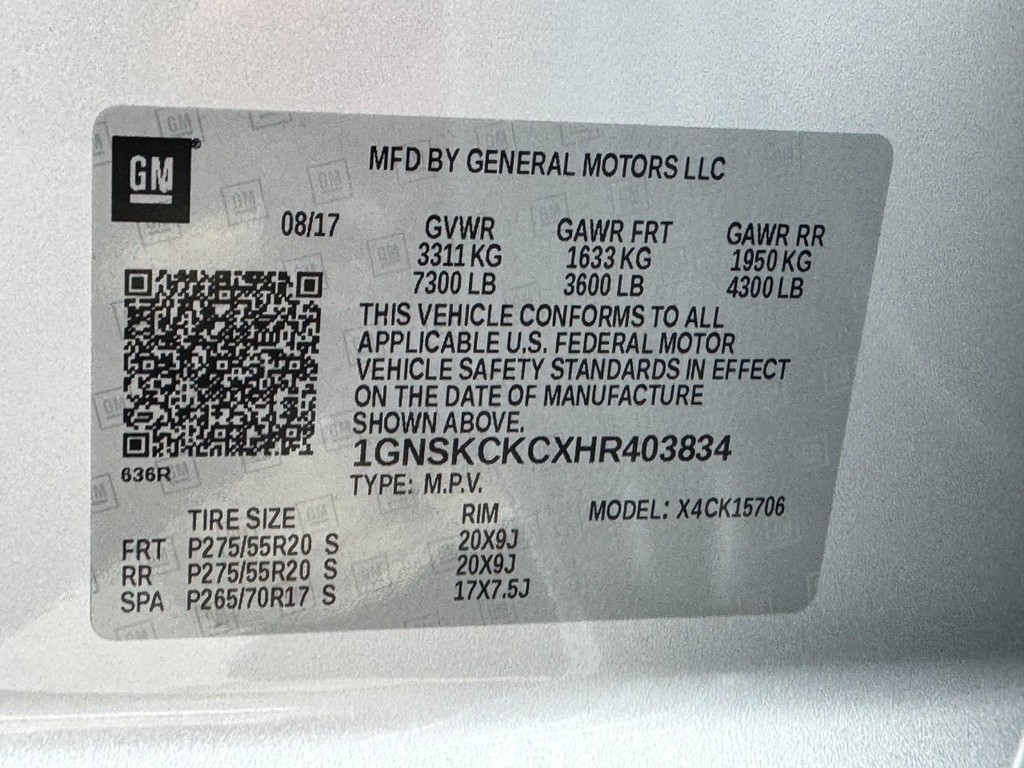 GM
MFD BY GENERAL MOTORS LLC
08/17 GVWR GAWR FRT GAWR RR
3311 KG 1633 KG 1950 KG
7300 LB 3600 LB 4300 LB
THIS VEHICLE CONFORMS TO ALL
APPLICABLE U.S. FEDERAL MOTOR
VEHICLE SAFETY STANDARDS IN EFFECT
ON THE DATE OF MANUFACTURE
SHOWN ABOVE.
1GNSKCKCXHR403834
636R
TYPE: M.P.V.
TIRE SIZE RIM MODEL: X4CK15706
FRT P275/55R20 S 20X9J
RR P275/55R20 S 20X9J
SPA P265/70R17 S 17X7.5J